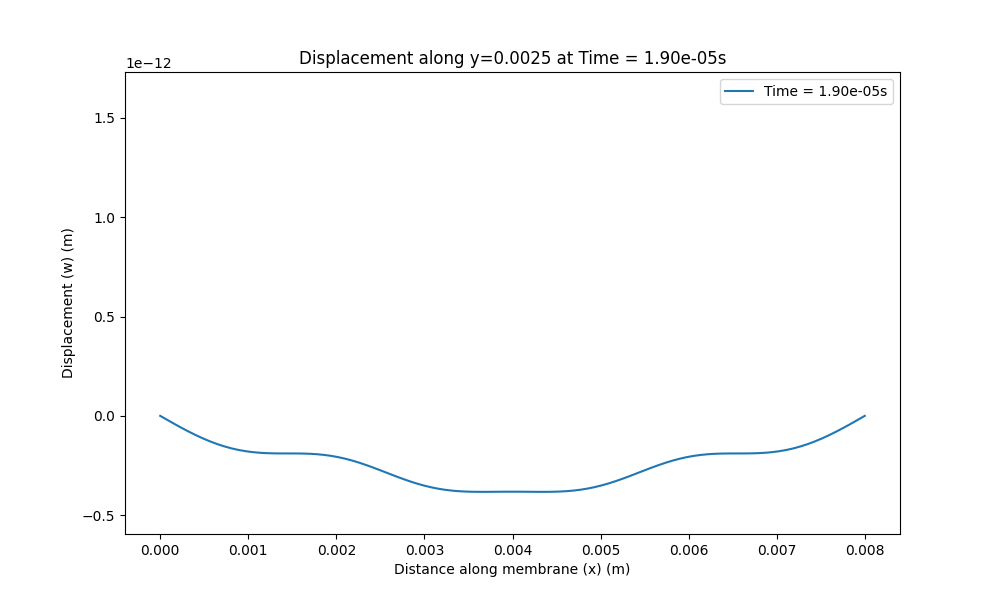 Displacement along y=0.0025 at Time = 1.90e-05s
1e−12
Time = 1.90e-05s
1.5
1.0
0.5
0.0
−0.5
Displacement (w) (m)
0.000 0.001 0.002 0.003 0.004 0.005 0.006 0.007 0.008
Distance along membrane (x) (m)